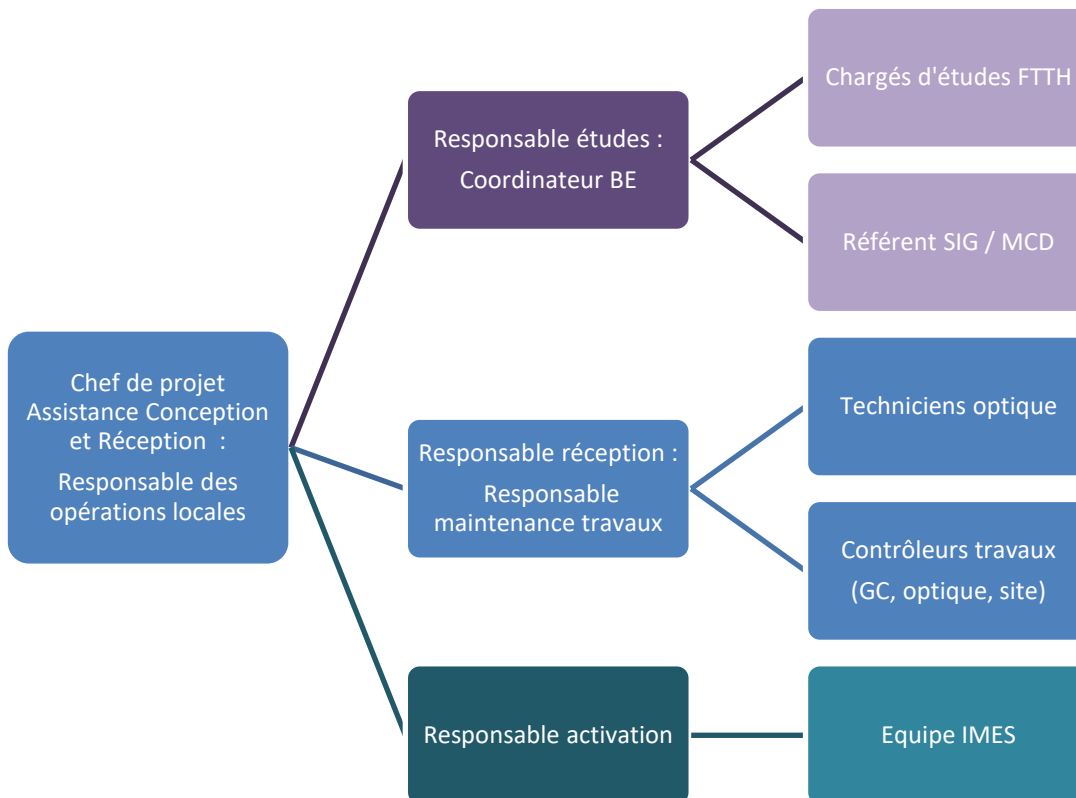 Chef de projet
Assistance Conception
et Réception :
Responsable des
opérations locales
Responsable études :
Coordinateur BE
Chargés d'études FTTH
Référent SIG / MCD
Responsable réception :
Responsable
maintenance travaux
Techniciens optique
Contrôleurs travaux
(GC, optique, site)
Responsable activation
Equipe IMES